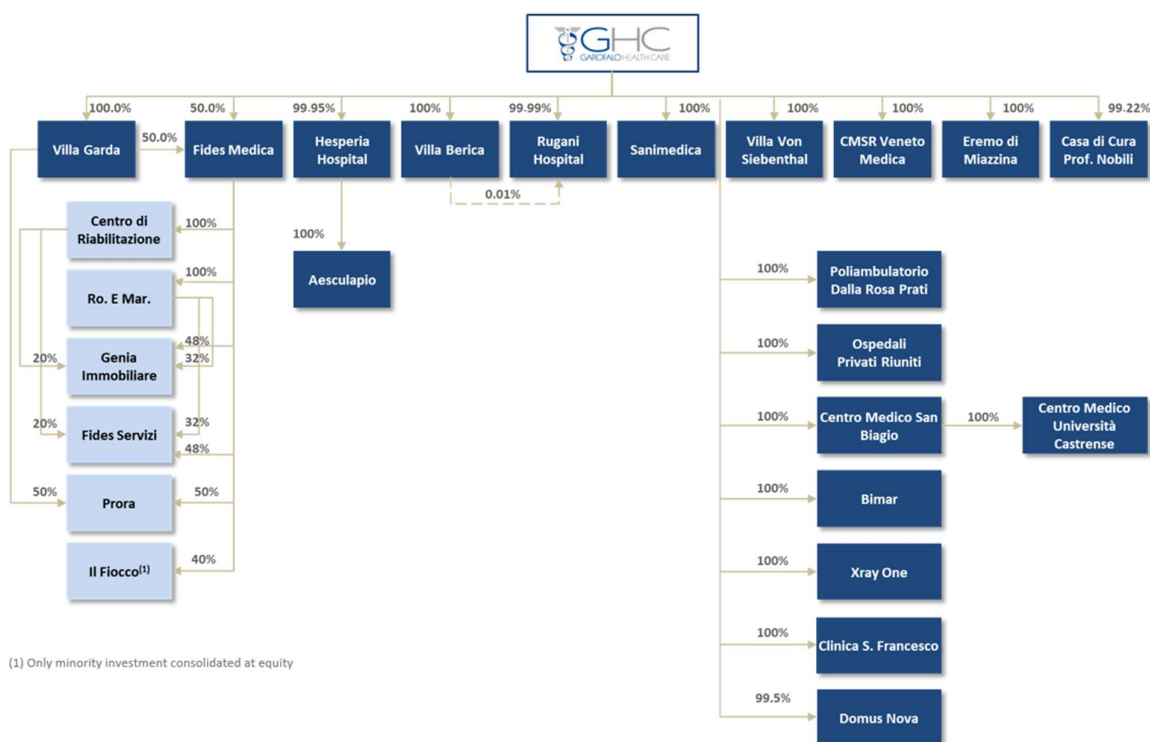 GHC
GAROFALO HEALTH CARE
100.0%
50.0%
99.95%
100%
99.99%
100%
100%
100%
100%
99.22%
Villa Garda
50.0%
Fides Medica
Hesperia
Hospital
Villa Berica
Rugani
Hospital
Sanimedica
Villa Von
Siebenthal
CMSR Veneto
Medica
Eremo di
Miazzina
Casa di Cura
Prof. Nobili
0.01%
Centro di
Riabilitazione
100%
100%
Aesculapio
100%
Ro. E Mar.
48%
20%
Genia
Immobiliare
32%
20%
Fides Servizi
32%
48%
50%
Prora
50%
Il Fiocco(1)
40%
100%
Poliambulatorio
Dalla Rosa Prati
100%
Ospedali
Privati Riuniti
100%
Centro Medico San
Biagio
100%
Centro Medico
Università
Castrense
100%
Bimar
100%
Xray One
100%
Clinica S. Francesco
99.5%
Domus Nova
(1) Only minority investment consolidated at equity